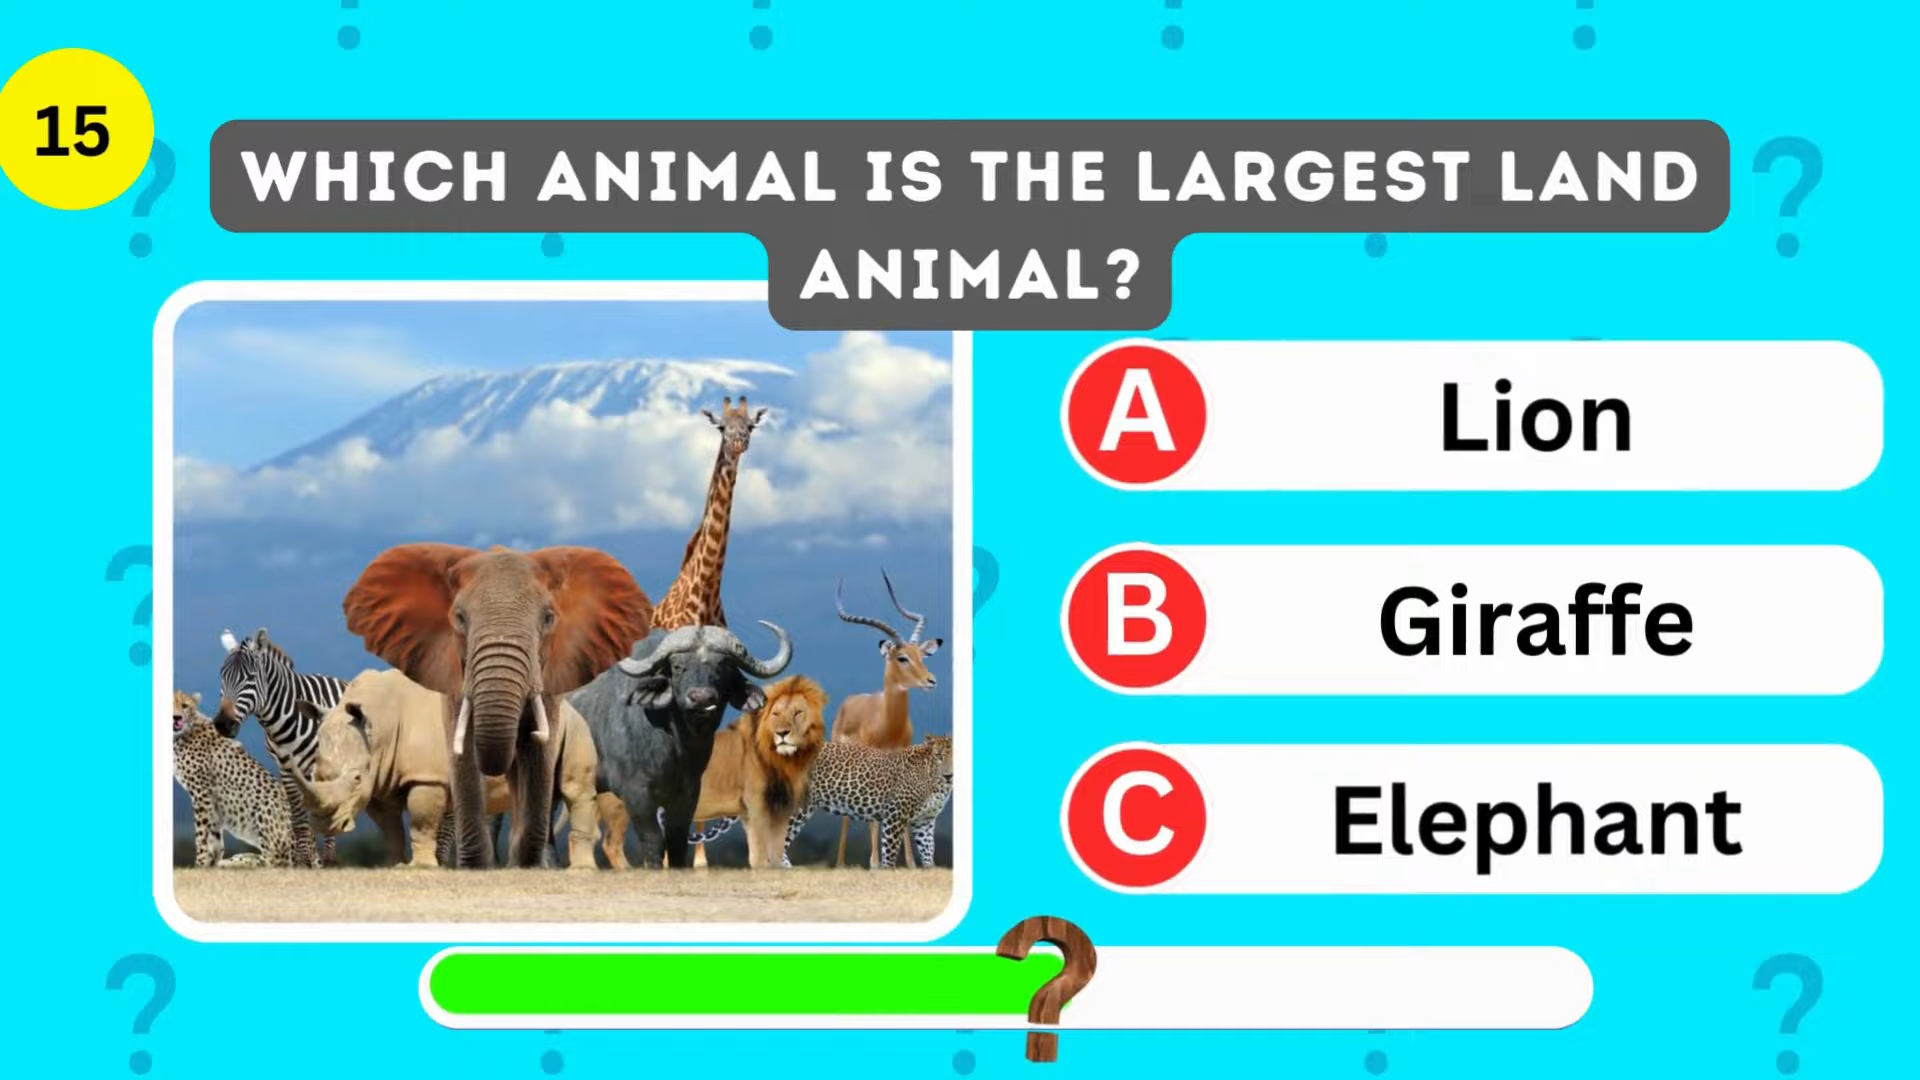 15
WHICH ANIMAL IS THE LARGEST LAND
ANIMAL?
A Lion
B Giraffe
C Elephant